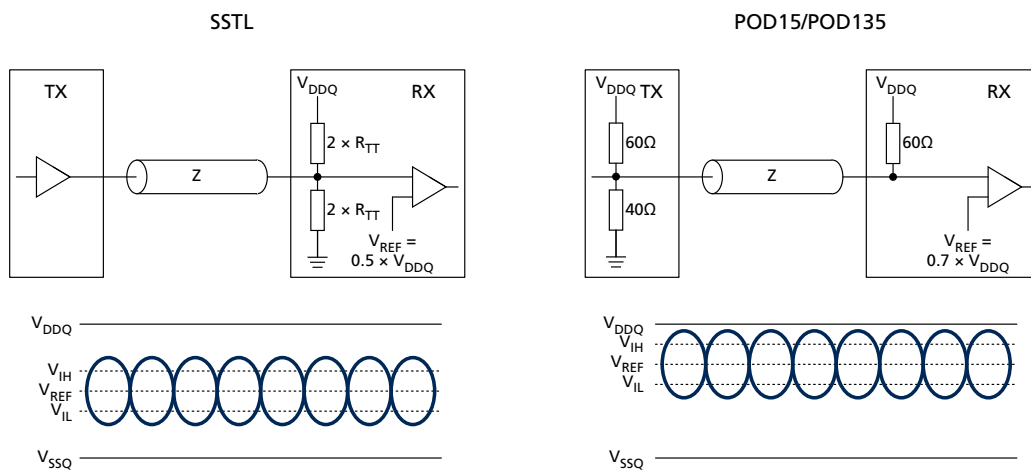 SSTL
TX
VDDQ
RX
2 × RTT
Z
2 × RTT
VREF =
0.5 × VDDQ
VDDQ
VIH
VREF
VIL
VSSQ
POD15/POD135
VDDQ
TX
60Ω
40Ω
Z
VDDQ
RX
60Ω
VREF =
0.7 × VDDQ
VDDQ
VIH
VREF
VIL
VSSQ